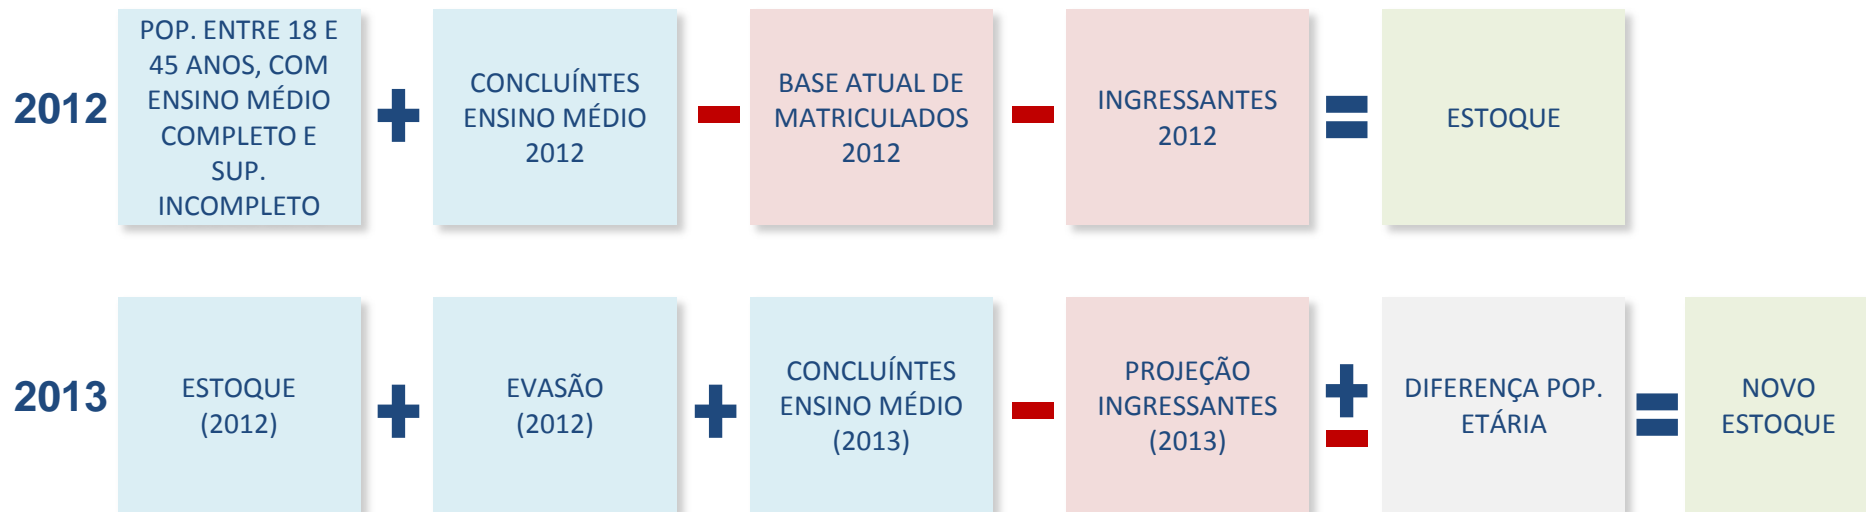 2012
POP. ENTRE 18 E
45 ANOS, COM
ENSINO MÉDIO
COMPLETO E
SUP.
INCOMPLETO
+
CONCLUÍNTES
ENSINO MÉDIO
2012
-
BASE ATUAL DE
MATRICULADOS
2012
-
INGRESSANTES
2012
=
ESTOQUE
2013
ESTOQUE
(2012)
+
EVASÃO
(2012)
+
CONCLUÍNTES
ENSINO MÉDIO
(2013)
-
PROJEÇÃO
INGRESSANTES
(2013)
+
-
DIFERENÇA POP.
ETÁRIA
=
NOVO
ESTOQUE